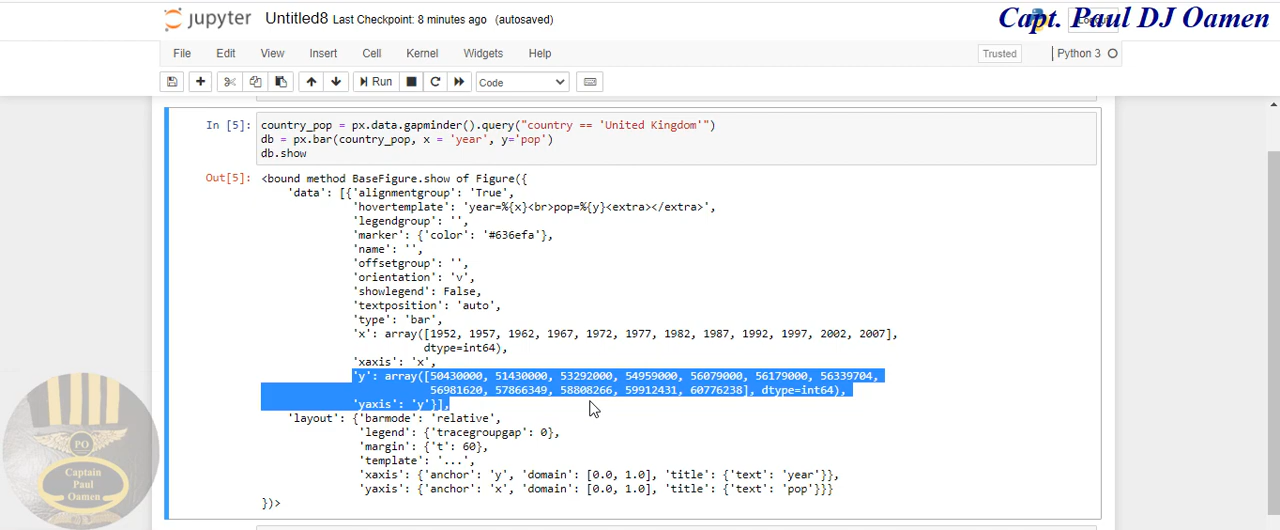 jupyter Untitled8 Last Checkpoint: 8 minutes ago (autosaved)
Capt. Paul DJ Oamen
File Edit View Insert Cell Kernel Widgets Help
Trusted
Python 3
Run
Code
In [5]:
country_pop = px.data.gapminder().query("country == 'United Kingdom'")
db = px.bar(country_pop, x = 'year', y='pop')
db.show
Out[5]:
<bound method BaseFigure.show of Figure({
'data': [{'alignmentgroup': 'True',
'hovertemplate': 'year=%{x}<br>pop=%{y}<extra></extra>',
'legendgroup': '',
'marker': {'color': '#636efa'},
'name': '',
'offsetgroup': '',
'orientation': 'v',
'showlegend': False,
'textposition': 'auto',
'type': 'bar',
'x': array([1952, 1957, 1962, 1967, 1972, 1977, 1982, 1987, 1992, 1997, 2002, 2007],
dtype=int64),
'xaxis': 'x',
'y': array([50430000, 51430000, 53292000, 54959000, 56079000, 56179000, 56339704,
56981620, 57866349, 58808266, 59912431, 60776238], dtype=int64),
'yaxis': 'y'}],
'layout': {'barmode': 'relative',
'legend': {'tracegroupgap': 0},
'margin': {'t': 60},
'template': '...',
'xaxis': {'anchor': 'y', 'domain': [0.0, 1.0], 'title': {'text': 'year'}},
'yaxis': {'anchor': 'x', 'domain': [0.0, 1.0], 'title': {'text': 'pop'}}}
})>
PO
Captain
Paul
Oamen